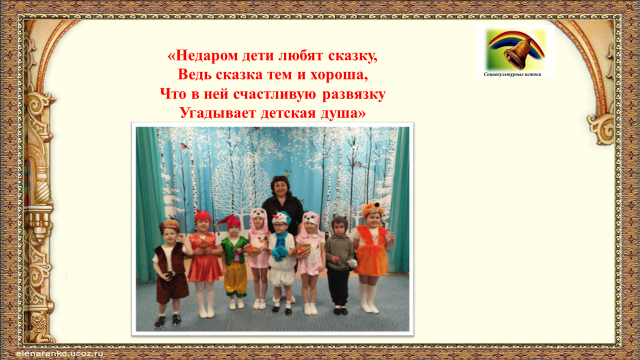 «Недаром дети любят сказку,
Ведь сказка тем и хороша,
Что в ней счастливую развязку
Угадывает детская душа»
Социокультурные истоки
elenaranko.ucoz.ru